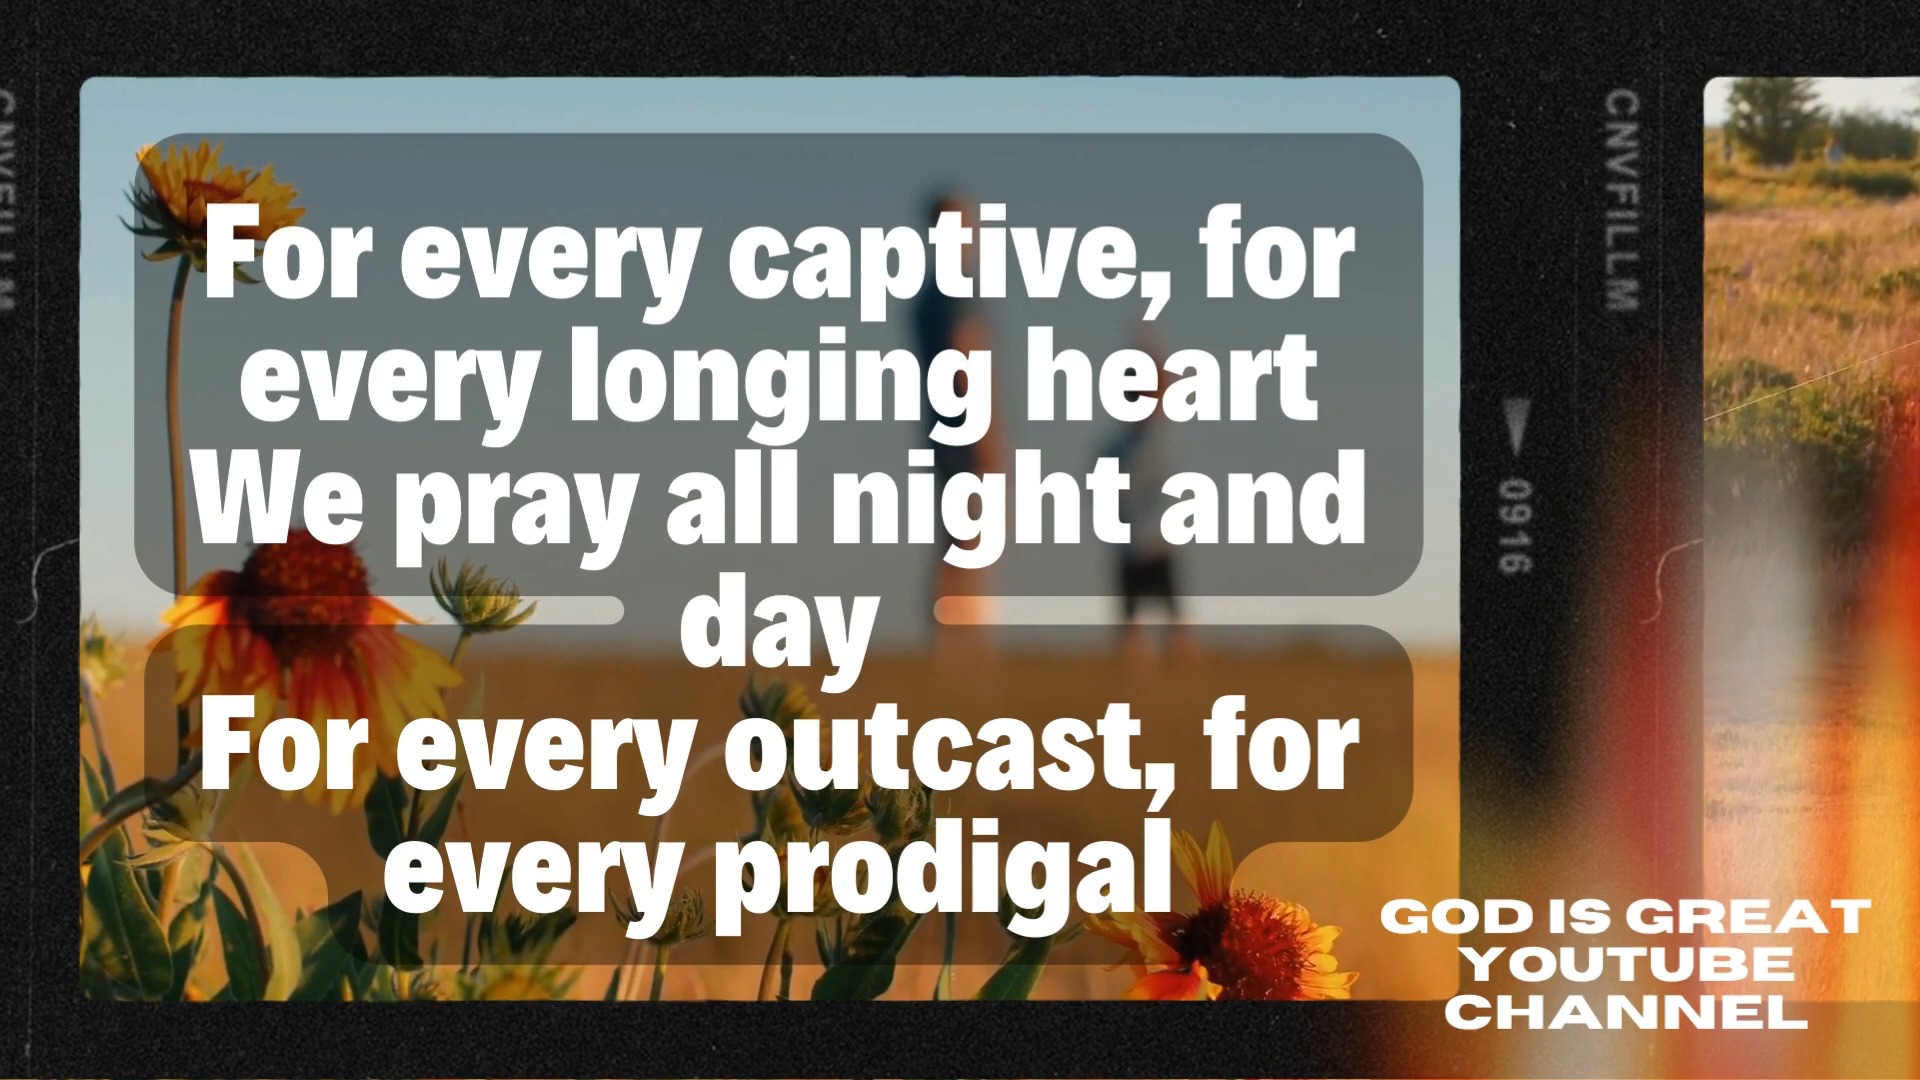 For every captive, for
every longing heart
We pray all night and
day
For every outcast, for
every prodigal
GOD IS GREAT
YOUTUBE
CHANNEL
CNVFILLM
0916